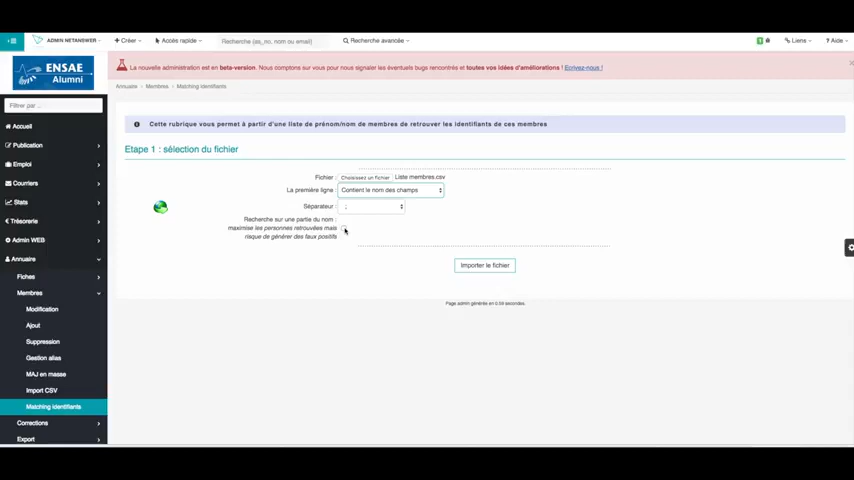 ADMIN NETANSWER
Créer
Accès rapide
Recherche (as_no, nom ou email)
Recherche avancée
Liens
? Aide
La nouvelle administration est en beta-version. Nous comptons sur vous pour nous signaler les éventuels bugs rencontrés et toutes vos idées d'améliorations ! Ecrivez-nous !
ENSAE
Alumni
Annuaire
Membres
Matching identifiants
Filtrer par ...
Accueil
Publication
Emploi
Courriers
Stats
Trésorerie
Admin WEB
Annuaire
Fiches
Membres
Modification
Ajout
Suppression
Gestion alias
MAJ en masse
Import CSV
Matching identifiants
Corrections
Export
Cette rubrique vous permet à partir d'une liste de prénom/nom de membres de retrouver les identifiants de ces membres
Etape 1 : sélection du fichier
Fichier : Choisissez un fichier Liste membres.csv
La première ligne : Contient le nom des champs
Séparateur : ;
Recherche sur une partie du nom :
maximise les personnes retrouvées mais
risque de générer des faux positifs
Importer le fichier
Page admin générée en 0.59 secondes.